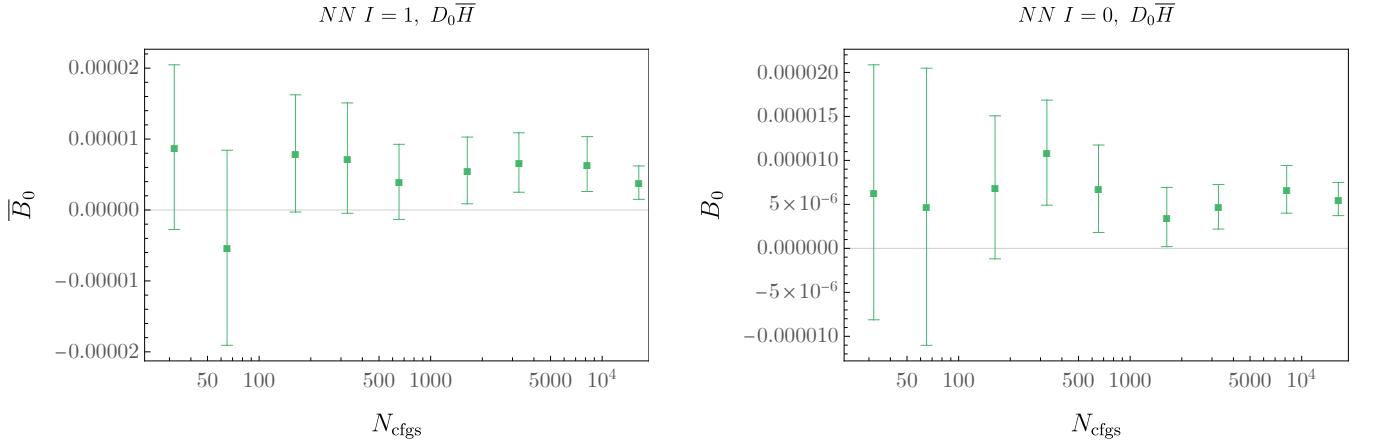 NN I = 1, D₀H̅
0.00002
0.00001
0.00000
−0.00001
−0.00002
B̅₀
50 100 500 1000 5000 10⁴
N_cfgs
NN I = 0, D₀H̅
0.000020
0.000015
0.000010
5×10⁻⁶
0.000000
−5×10⁻⁶
−0.000010
B₀
50 100 500 1000 5000 10⁴
N_cfgs